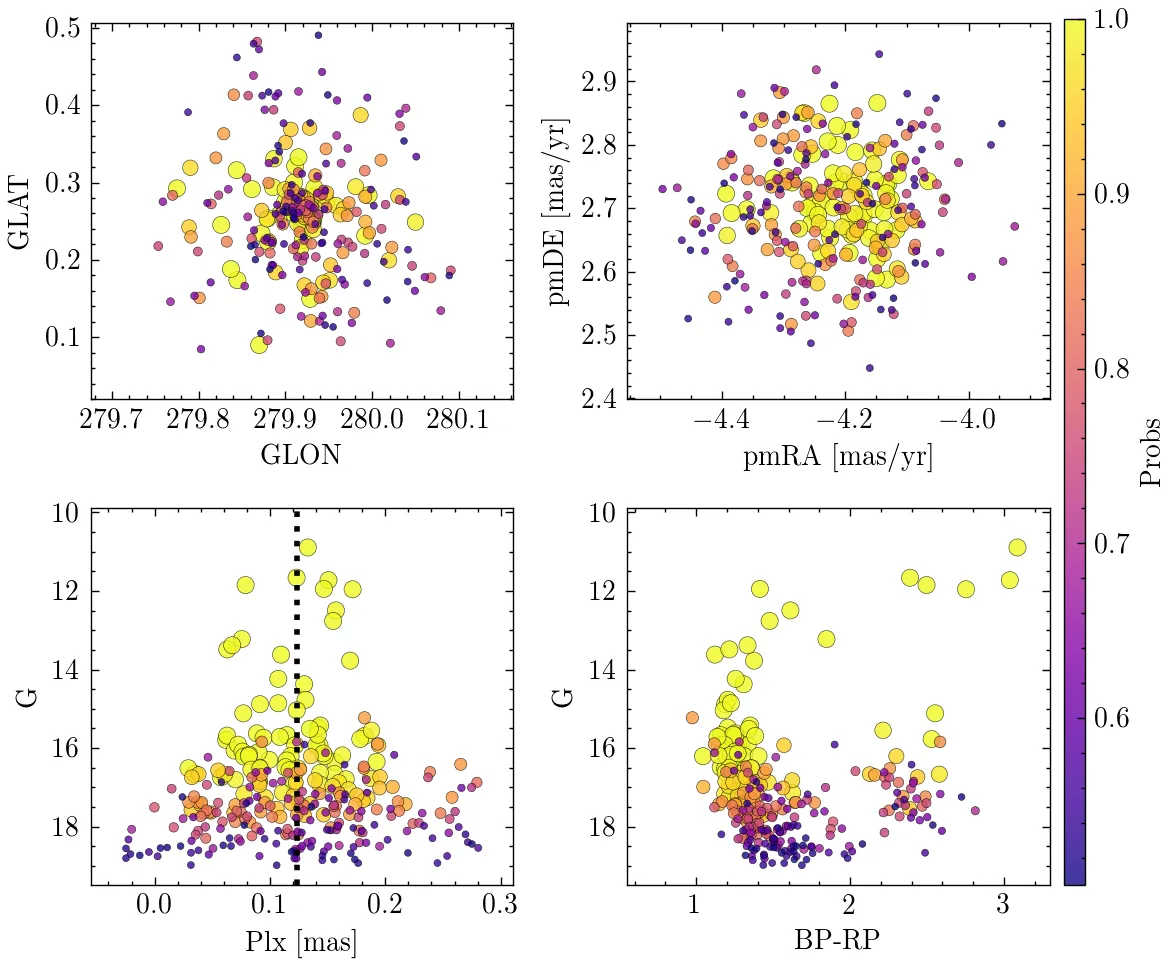 0.5
0.4
0.3
0.2
0.1
GLAT
279.7 279.8 279.9 280.0 280.1
GLON
2.9
2.8
2.7
2.6
2.5
2.4
pmDE [mas/yr]
−4.4 −4.2 −4.0
pmRA [mas/yr]
10
12
14
16
18
G
0.0 0.1 0.2 0.3
Plx [mas]
10
12
14
16
18
G
1 2 3
BP-RP
1.0
0.9
0.8
0.7
0.6
Probs